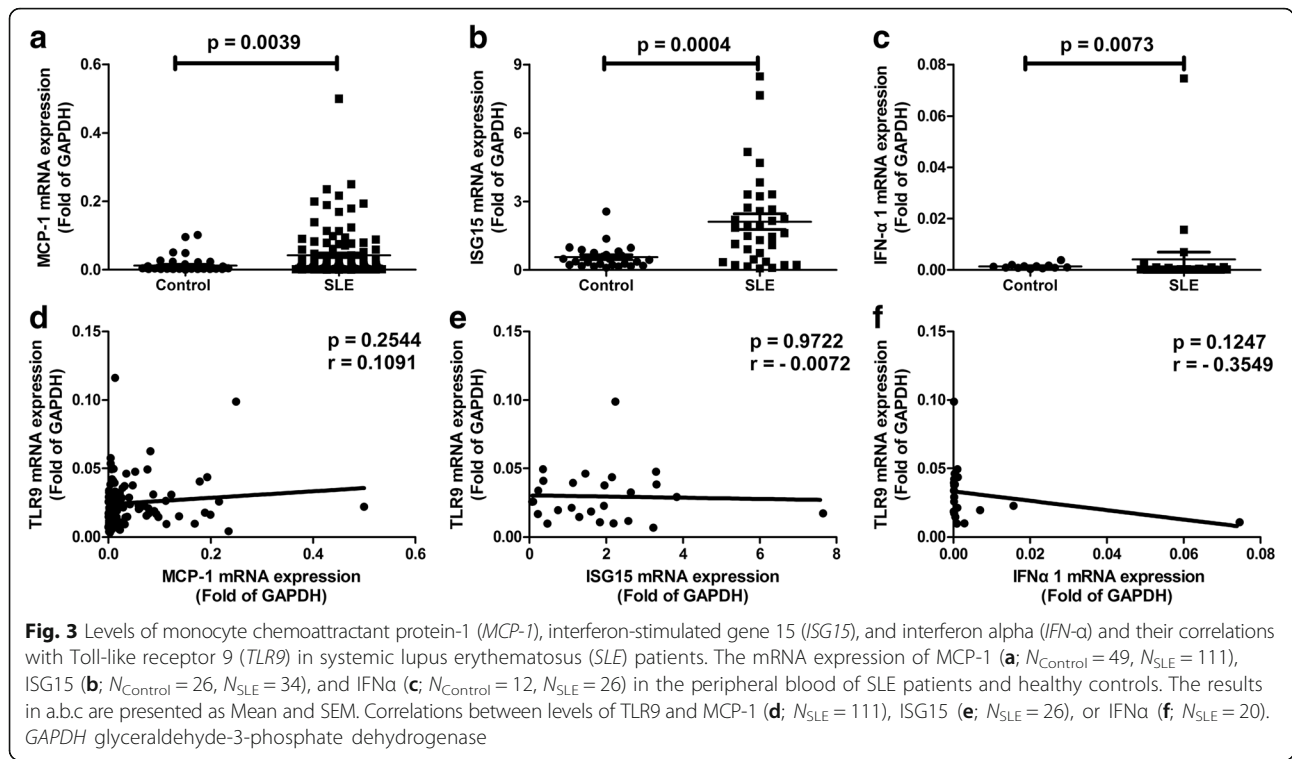 a
p = 0.0039
MCP-1 mRNA expression
(Fold of GAPDH)
0.6
0.4
0.2
0.0
Control
SLE
b
p = 0.0004
ISG15 mRNA expression
(Fold of GAPDH)
9
6
3
0
Control
SLE
c
p = 0.0073
IFN-α 1 mRNA expression
(Fold of GAPDH)
0.08
0.06
0.04
0.02
0.00
Control
SLE
d
p = 0.2544
r = 0.1091
TLR9 mRNA expression
(Fold of GAPDH)
0.15
0.10
0.05
0.00
0.0 0.2 0.4 0.6
MCP-1 mRNA expression
(Fold of GAPDH)
e
p = 0.9722
r = - 0.0072
TLR9 mRNA expression
(Fold of GAPDH)
0.15
0.10
0.05
0.00
0 2 4 6 8
ISG15 mRNA expression
(Fold of GAPDH)
f
p = 0.1247
r = - 0.3549
TLR9 mRNA expression
(Fold of GAPDH)
0.15
0.10
0.05
0.00
0.00 0.02 0.04 0.06 0.08
IFNα 1 mRNA expression
(Fold of GAPDH)
Fig. 3 Levels of monocyte chemoattractant protein-1 (MCP-1), interferon-stimulated gene 15 (ISG15), and interferon alpha (IFN-α) and their correlations
with Toll-like receptor 9 (TLR9) in systemic lupus erythematosus (SLE) patients. The mRNA expression of MCP-1 (a; NControl = 49, NSLE = 111),
ISG15 (b; NControl = 26, NSLE = 34), and IFNα (c; NControl = 12, NSLE = 26) in the peripheral blood of SLE patients and healthy controls. The results
in a.b.c are presented as Mean and SEM. Correlations between levels of TLR9 and MCP-1 (d; NSLE = 111), ISG15 (e; NSLE = 26), or IFNα (f; NSLE = 20).
GAPDH glyceraldehyde-3-phosphate dehydrogenase